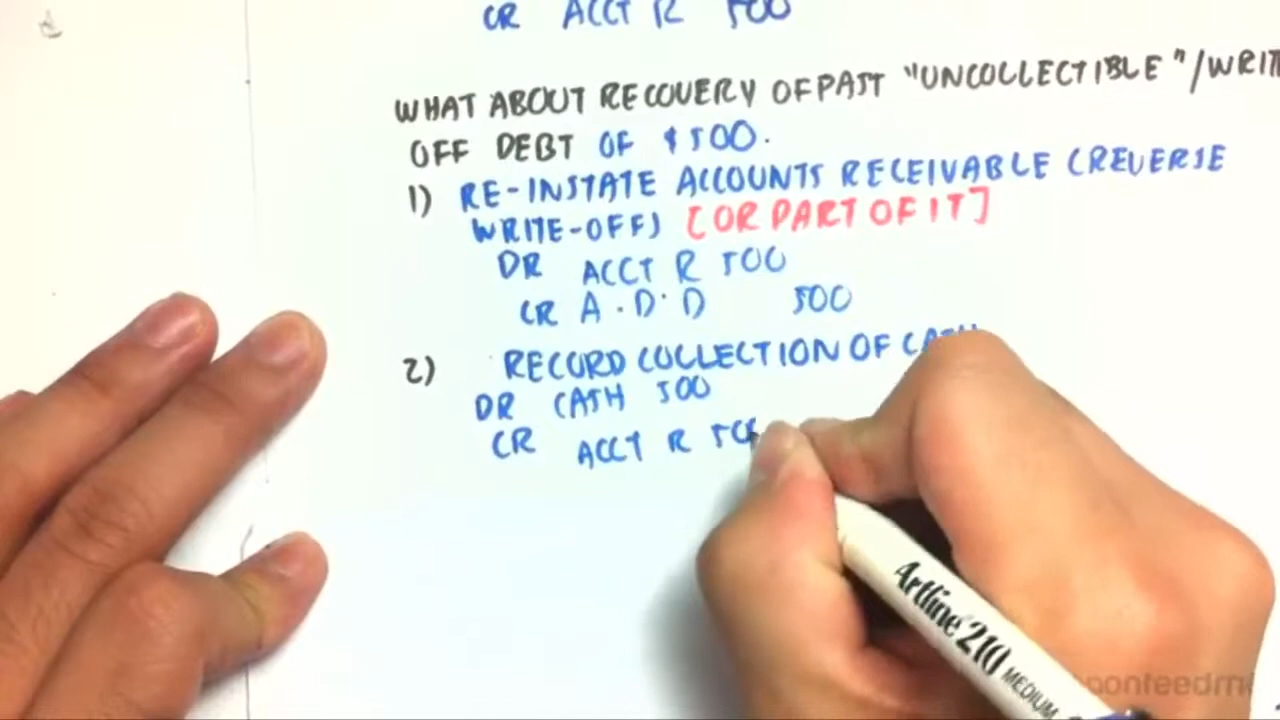 CR ACCT R 500
WHAT ABOUT RECOVERY OF PAST "UNCOLLECTIBLE"/WRIT
OFF DEBT OF $500.
1) RE-INSTATE ACCOUNTS RECEIVABLE (REVERSE
WRITE-OFF) [OR PART OF IT]
DR ACCT R 500
CR A.D.D 500
2) RECORD COLLECTION OF
DR CASH 500
CR ACCT R
Artline 210 MEDIUM